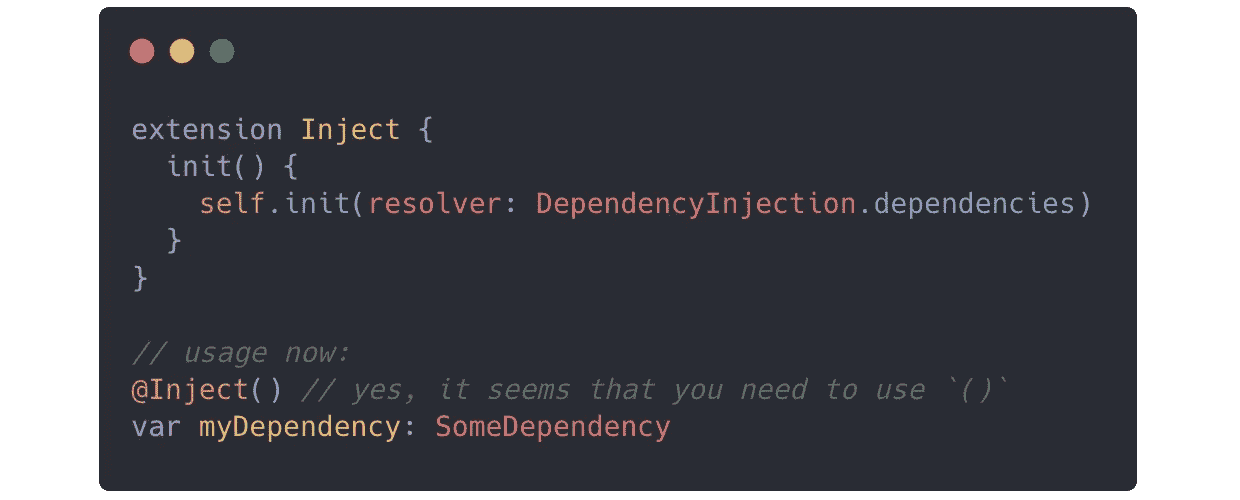 extension Inject {
  init() {
    self.init(resolver: DependencyInjection.dependencies)
  }
}

// usage now:
@Inject() // yes, it seems that you need to use `()`
var myDependency: SomeDependency